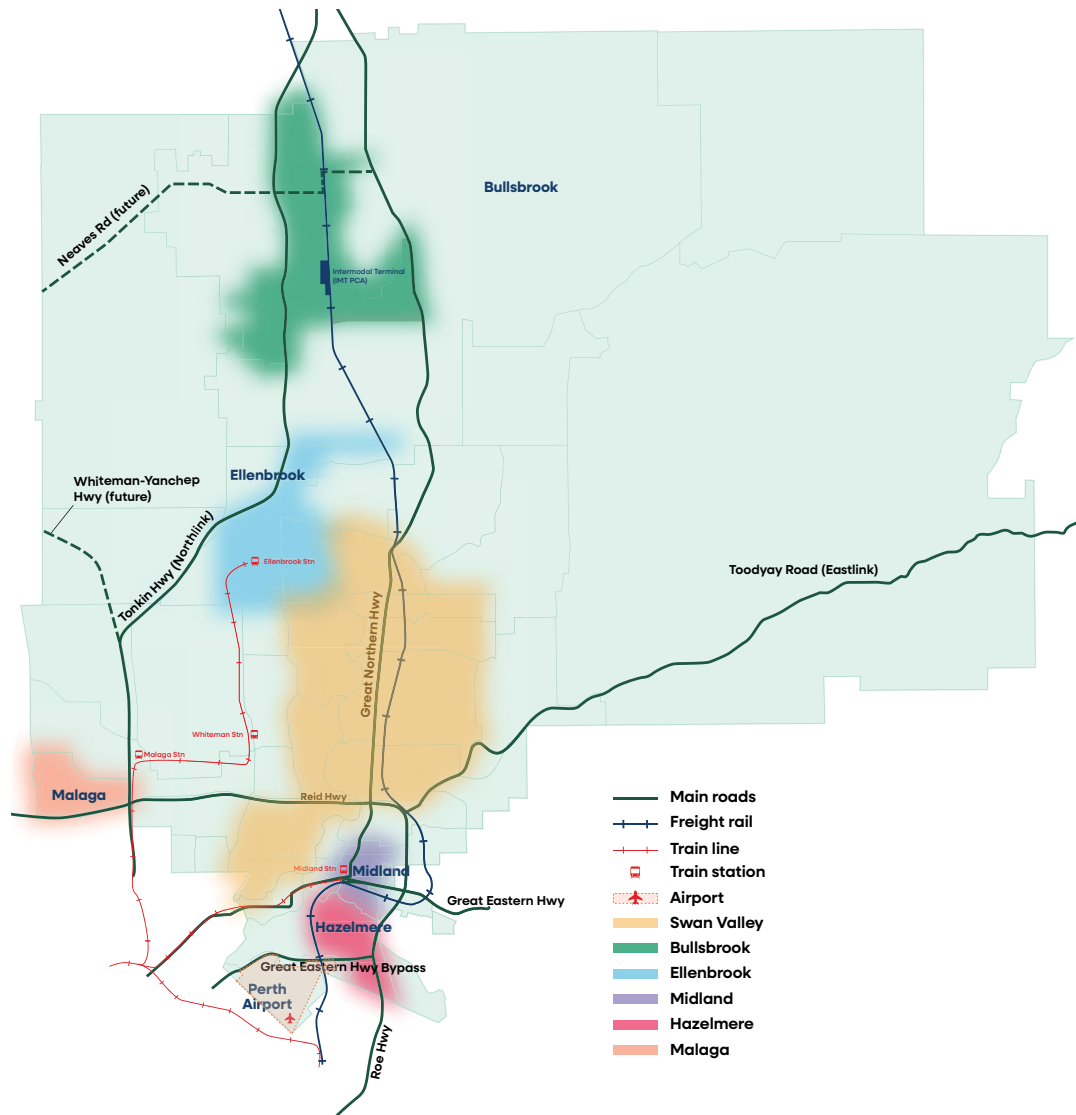 Bullsbrook
Neaves Rd (future)
Intermodal Terminal
(IMT PCA)
Ellenbrook
Whiteman-Yanchep
Hwy (future)
Tonkin Hwy (Northlink)
Ellenbrook Stn
Toodyay Road (Eastlink)
Great Northern Hwy
Whiteman Stn
Malaga Stn
Malaga
Reid Hwy
Midland Stn
Midland
Great Eastern Hwy
Hazelmere
Great Eastern Hwy Bypass
Perth
Airport
Roe Hwy
Main roads
Freight rail
Train line
Train station
Airport
Swan Valley
Bullsbrook
Ellenbrook
Midland
Hazelmere
Malaga